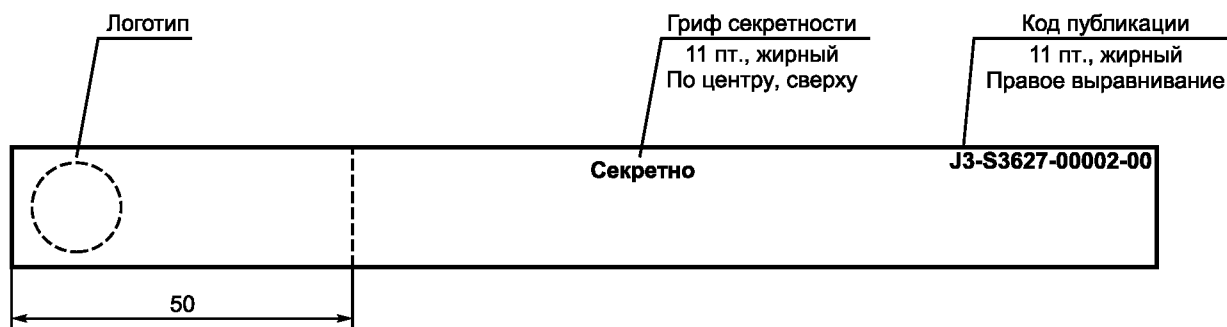 Логотип
Гриф секретности
11 пт., жирный
По центру, сверху
Код публикации
11 пт., жирный
Правое выравнивание
Секретно
J3-S3627-00002-00
50